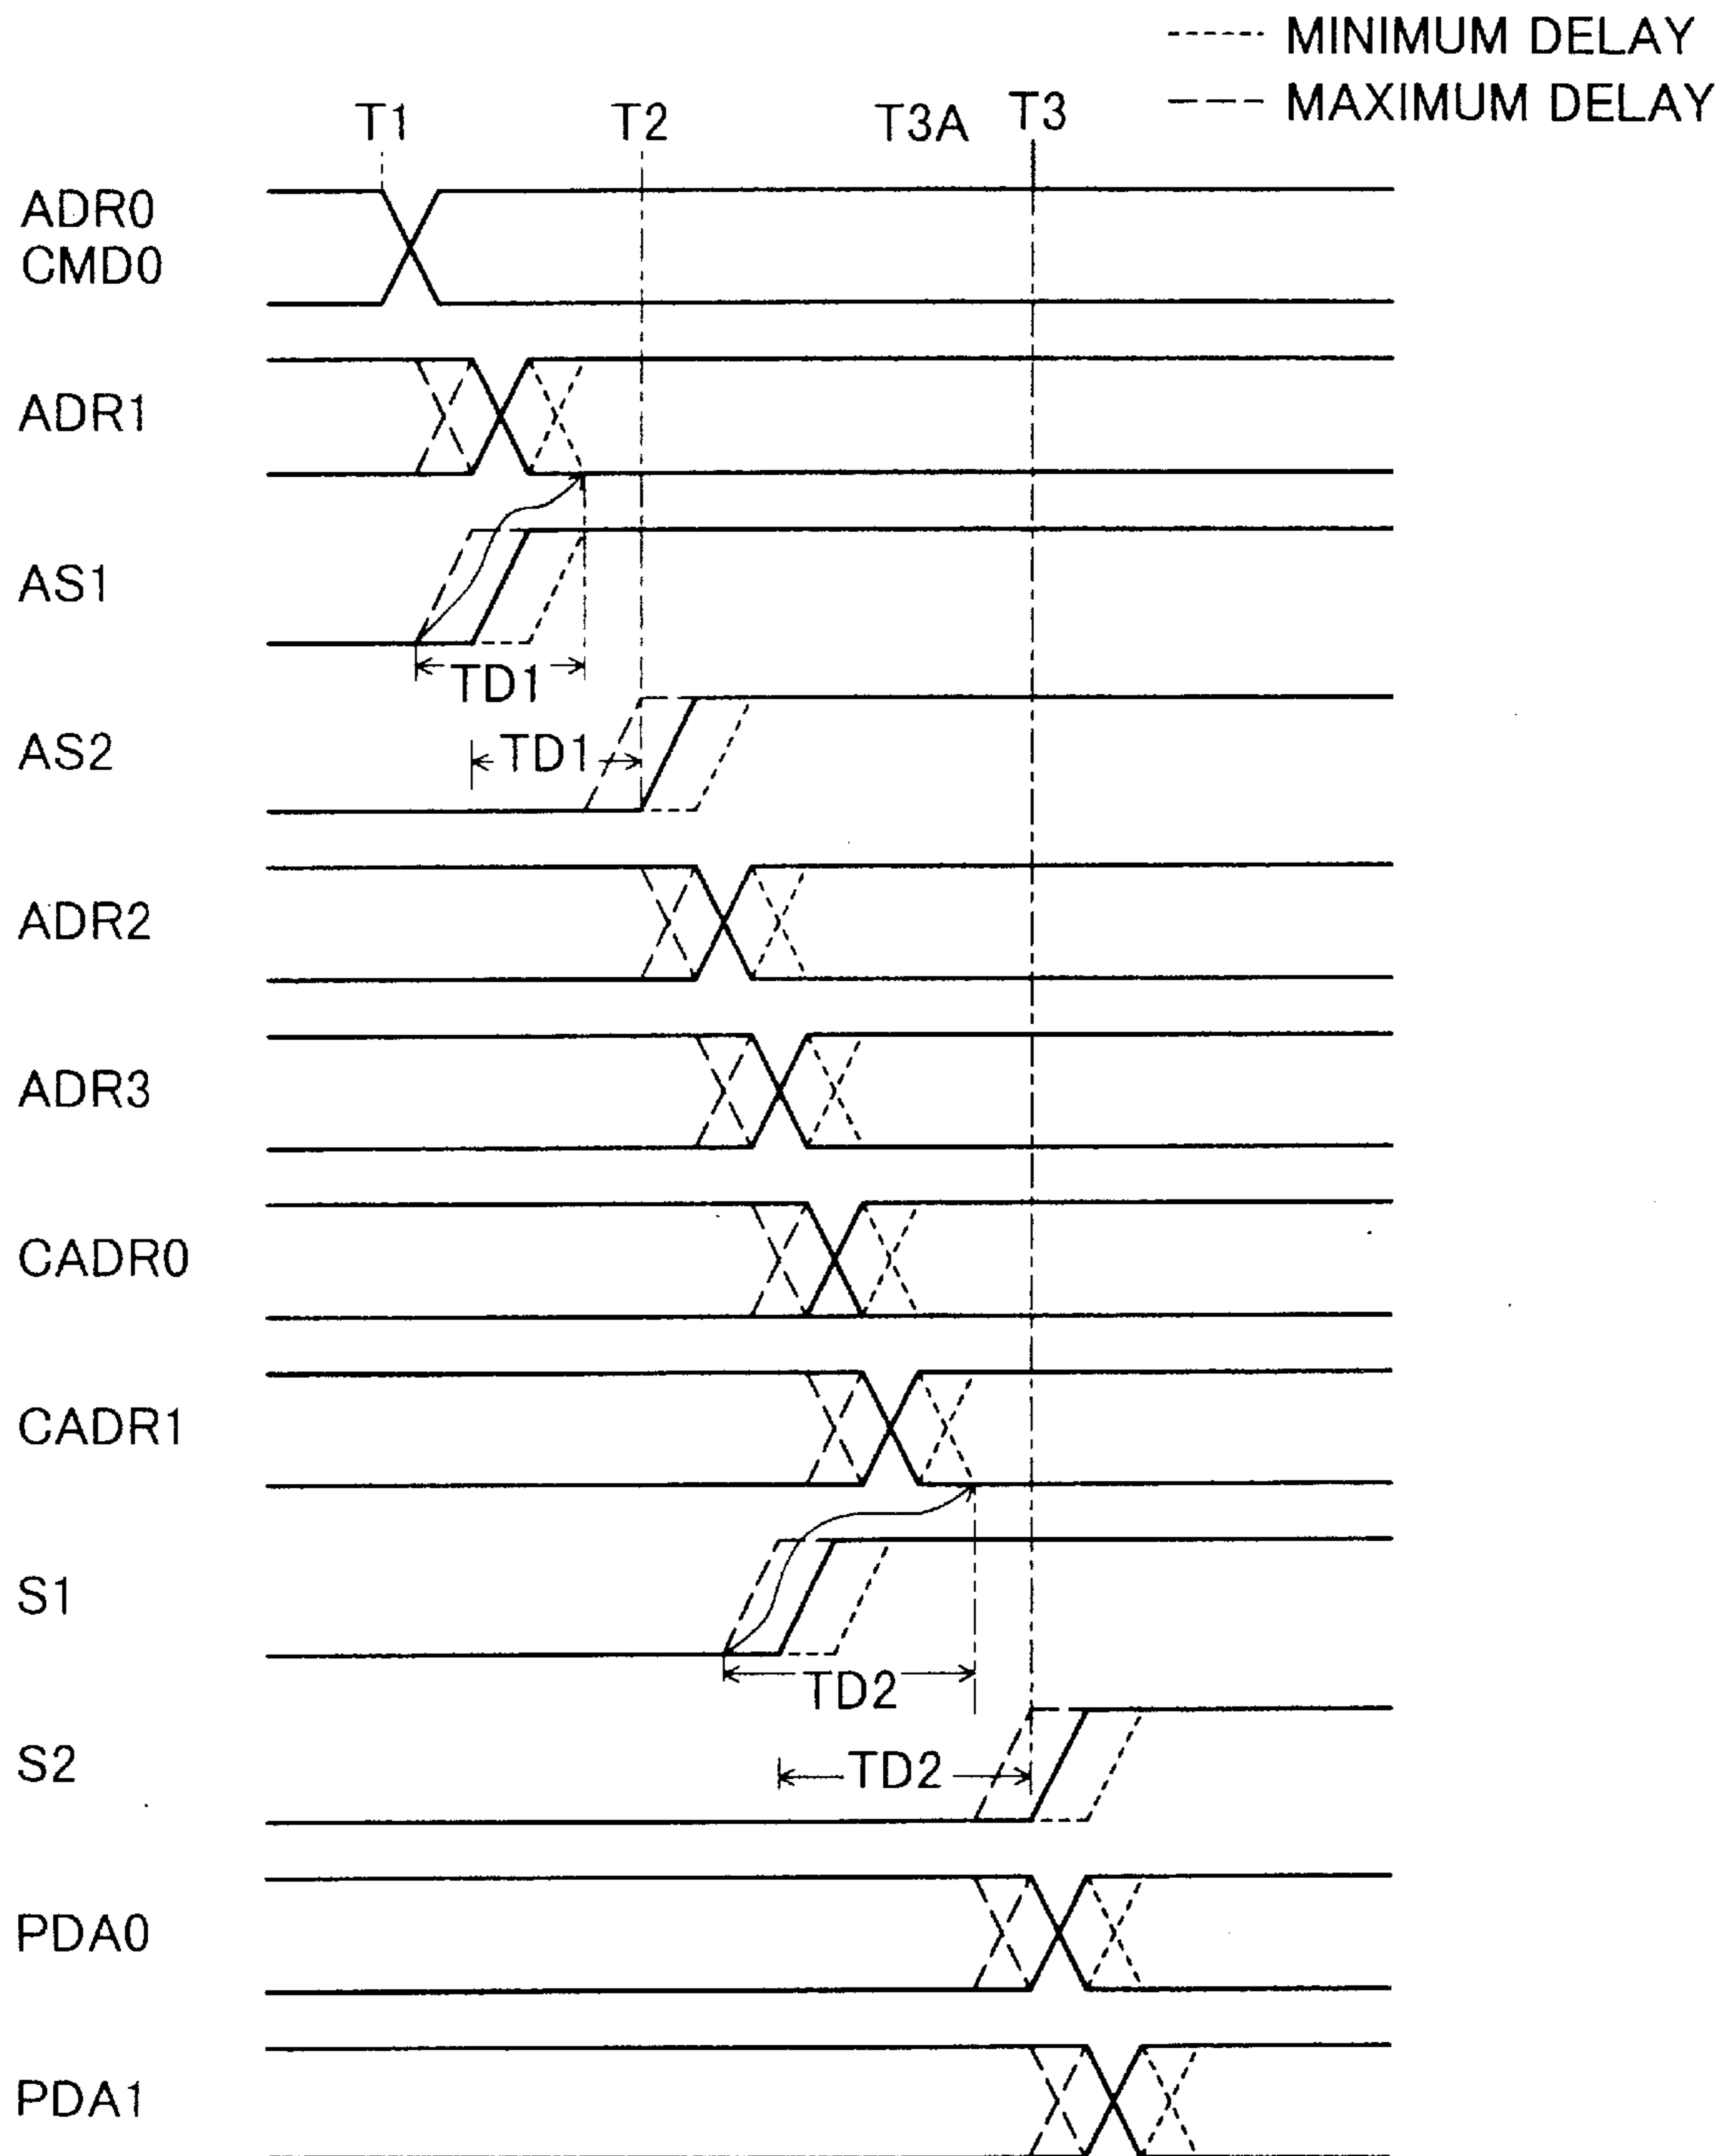 MINIMUM DELAY
MAXIMUM DELAY
T1 T2 T3A T3
ADR0
CMD0
ADR1
AS1
TD1
AS2
TD1
ADR2
ADR3
CADR0
CADR1
S1
TD2
S2
TD2
PDA0
PDA1